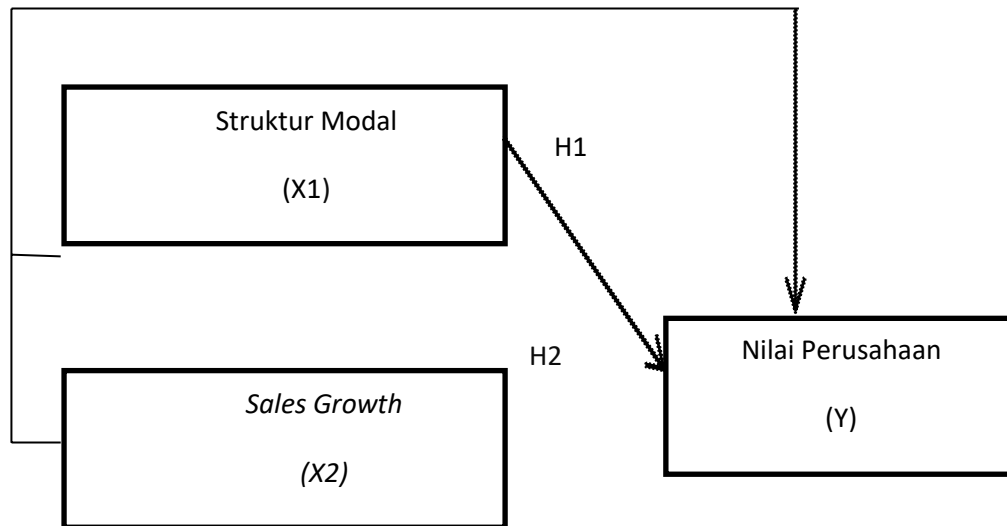 Struktur Modal
(X1)
H1
H2
Nilai Perusahaan
(Y)
Sales Growth
(X2)